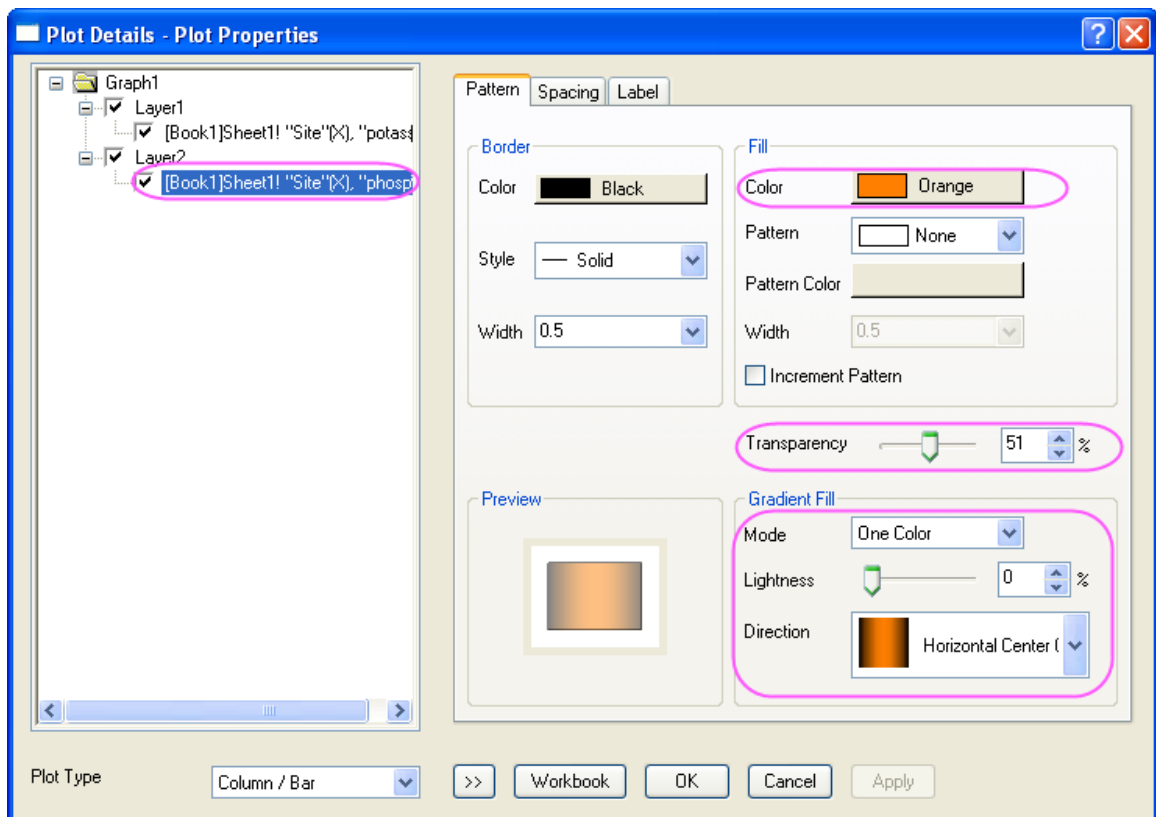 Plot Details - Plot Properties
Graph1
Layer1
[Book1]Sheet1! "Site"(X), "potass
Layer2
[Book1]Sheet1! "Site"(X), "phosp
Pattern Spacing Label
Border
Color Black
Style Solid
Width 0.5
Fill
Color Orange
Pattern None
Pattern Color
Width 0.5
Increment Pattern
Transparency 51 %
Preview
Gradient Fill
Mode One Color
Lightness 0 %
Direction Horizontal Center (
Plot Type Column / Bar
>> Workbook OK Cancel Apply